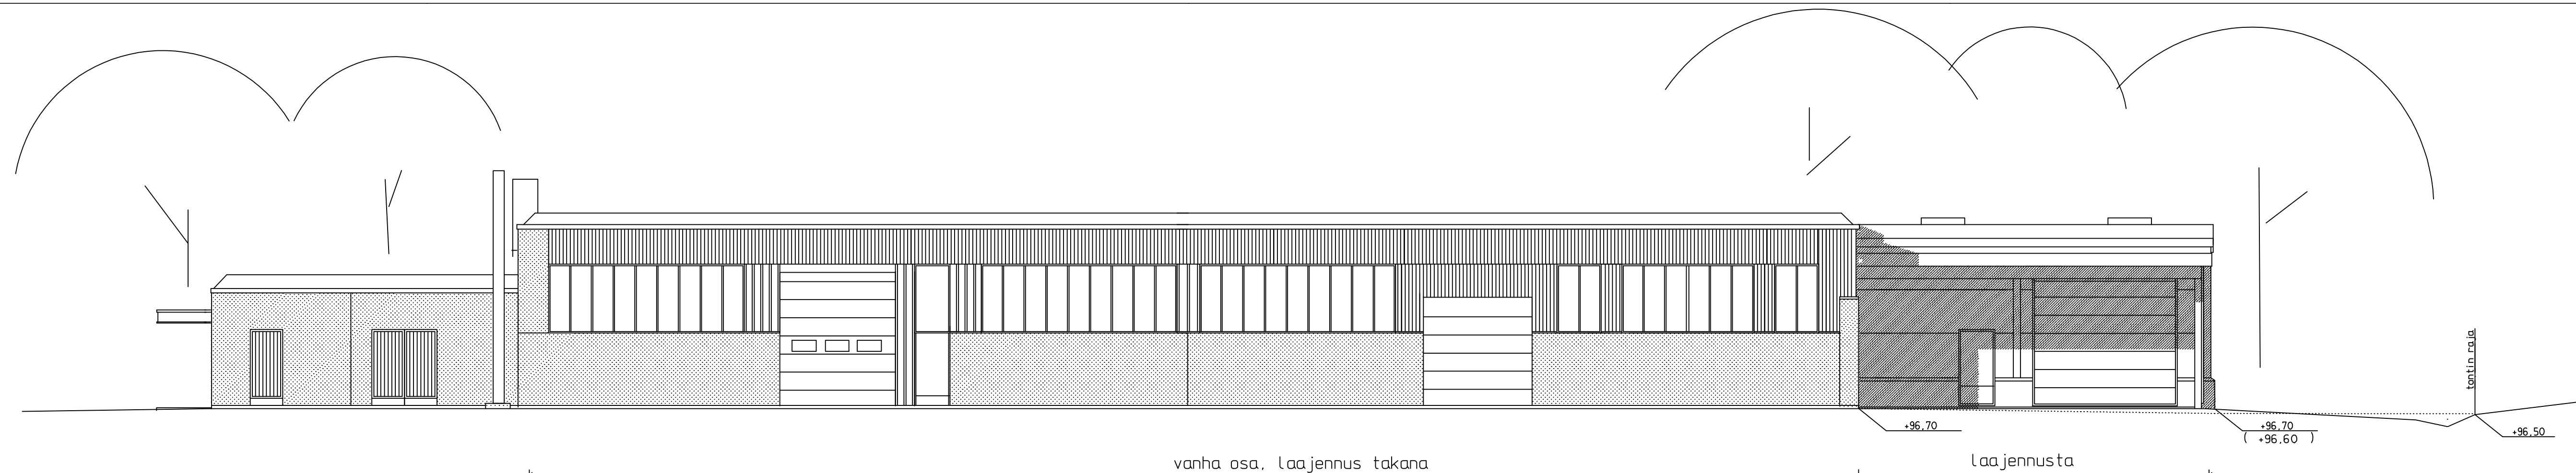 tontin raja
+96,70
+96,70
( +96,60 )
+96,50
vanha osa, laajennus takana
laajennusta